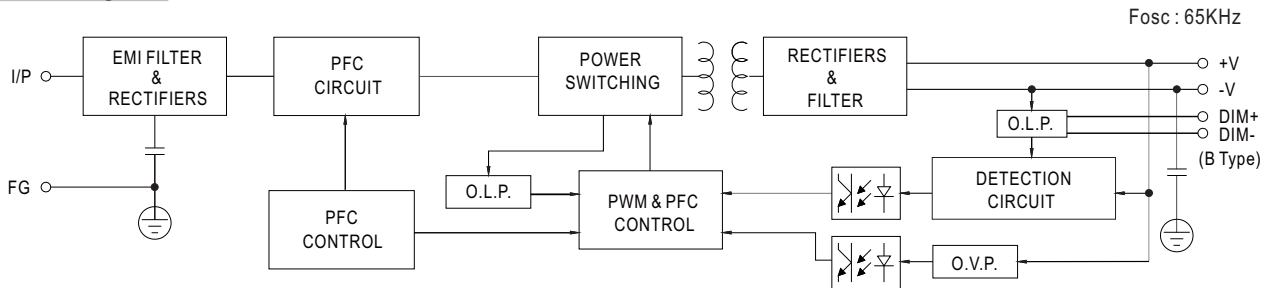 Fosc : 65KHz
I/P
EMI FILTER
&
RECTIFIERS
PFC
CIRCUIT
POWER
SWITCHING
RECTIFIERS
&
FILTER
+V
-V
O.L.P.
DIM+
DIM-
(B Type)
FG
O.L.P.
PFC
CONTROL
PWM & PFC
CONTROL
DETECTION
CIRCUIT
O.V.P.